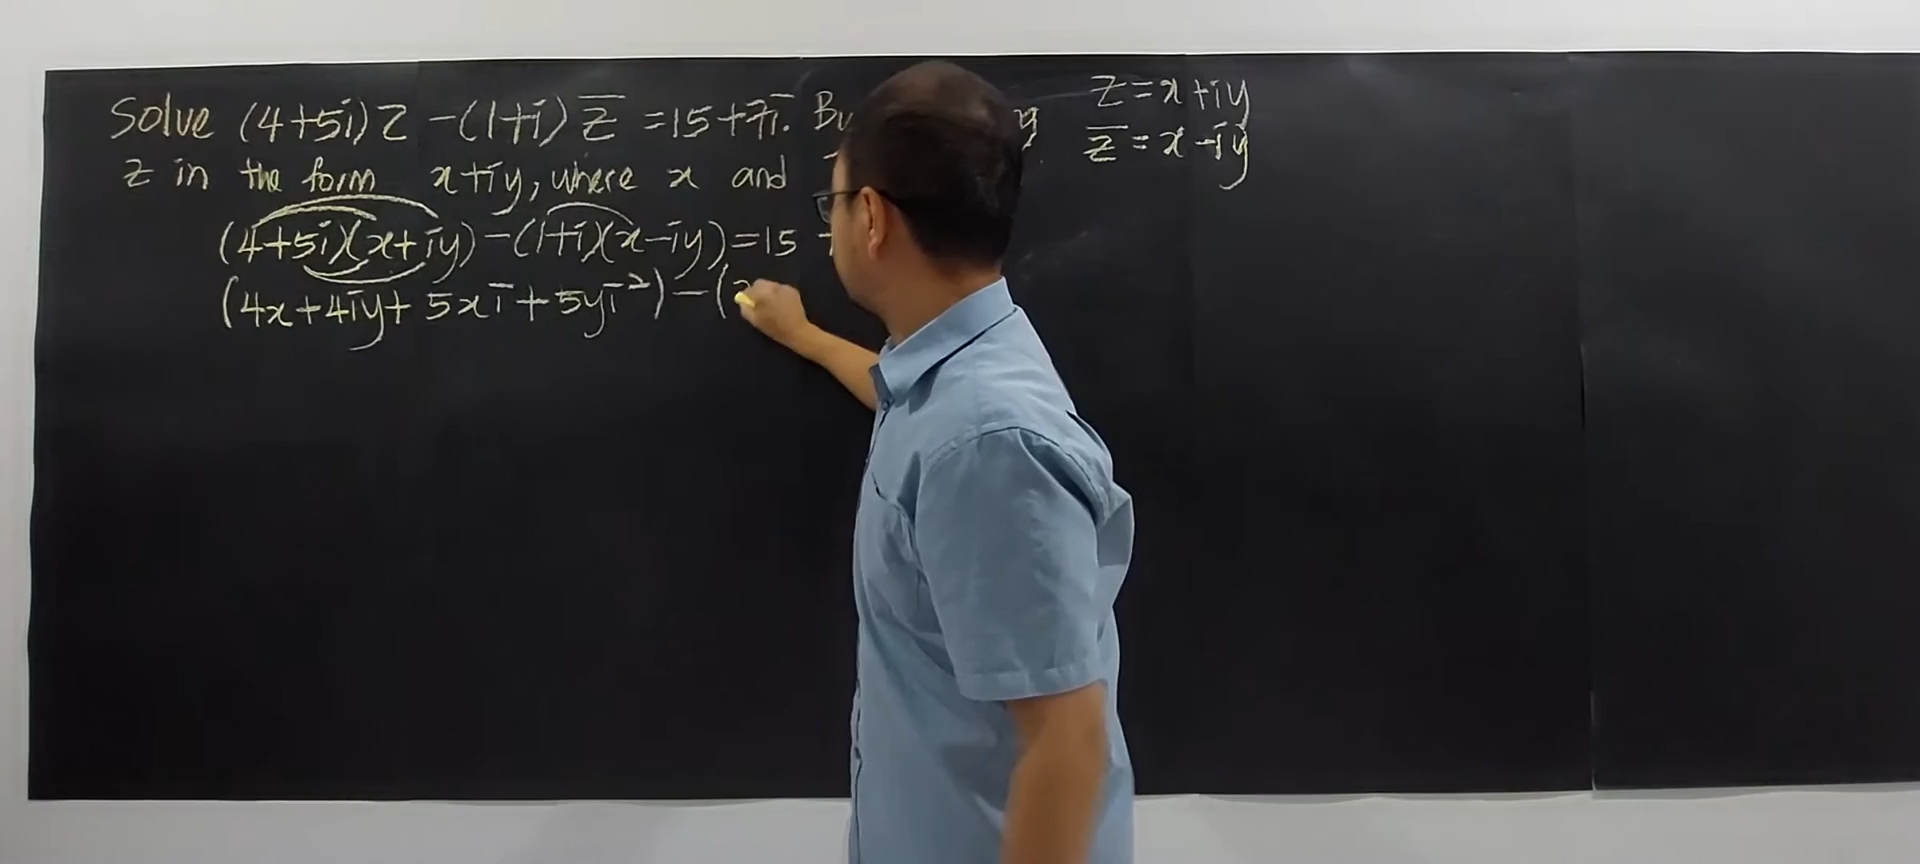 Solve (4+5i)z -(1+i) z̅ =15+7i. By
z in the form x+iy, where x and
(4+5i)(x+iy)-(1+i)(x-iy)=15
(4x+4iy+ 5xi+5yi²)-(
z=x+iy
z̅=x-iy